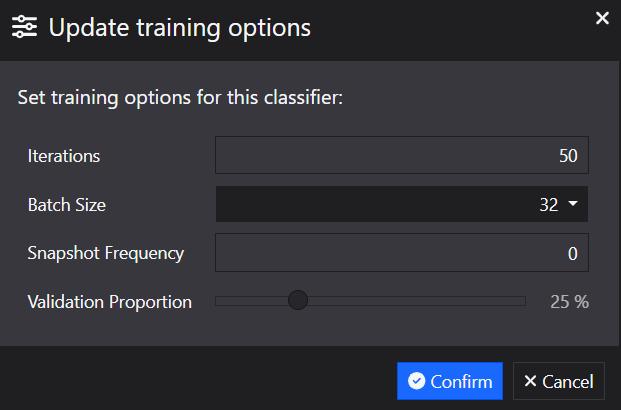 Update training options
Set training options for this classifier:
Iterations 50
Batch Size 32
Snapshot Frequency 0
Validation Proportion 25 %
Confirm Cancel